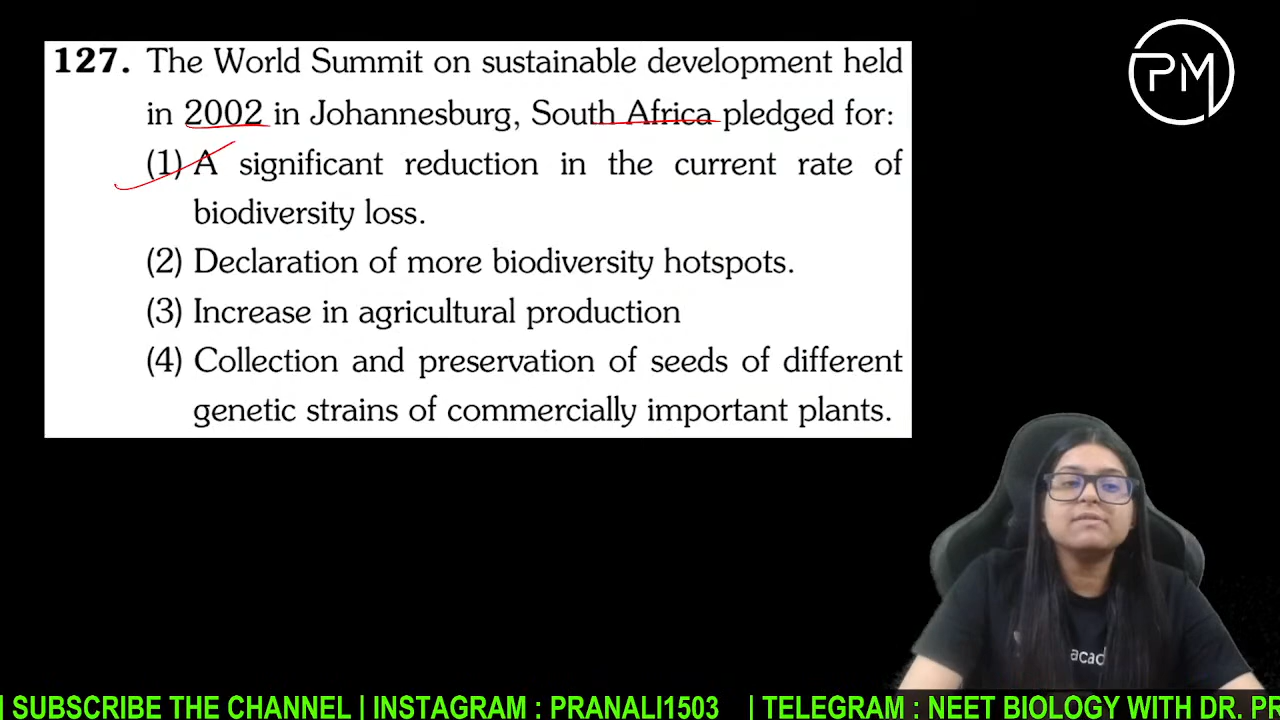 PM
127. The World Summit on sustainable development held
in 2002 in Johannesburg, South Africa pledged for:
(1) A significant reduction in the current rate of
biodiversity loss.
(2) Declaration of more biodiversity hotspots.
(3) Increase in agricultural production
(4) Collection and preservation of seeds of different
genetic strains of commercially important plants.
acad
| SUBSCRIBE THE CHANNEL | INSTAGRAM : PRANALI1503 | TELEGRAM : NEET BIOLOGY WITH DR. PR